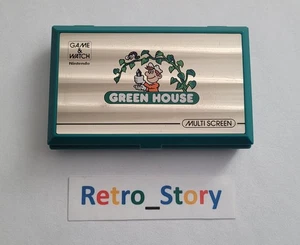 GAME &
WATCH
Nintendo
GREEN HOUSE
MULTI SCREEN
Retro_Story